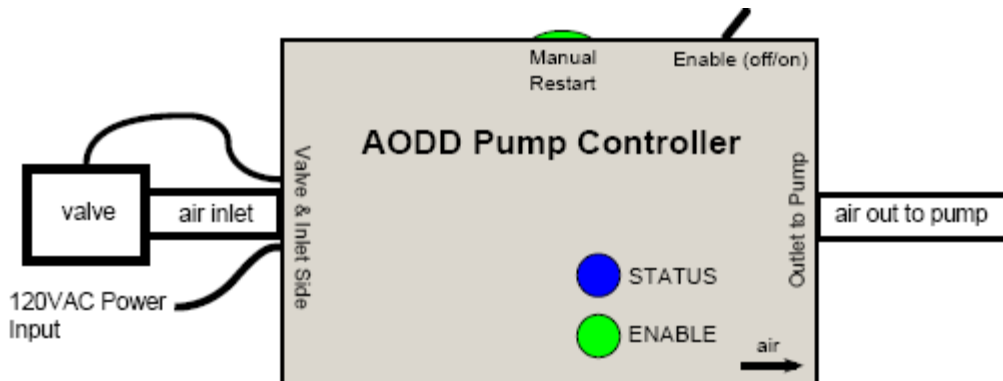 Manual
Restart
Enable (off/on)
AODD Pump Controller
valve
air inlet
Valve & Inlet Side
Outlet to Pump
air out to pump
120VAC Power
Input
STATUS
ENABLE
air